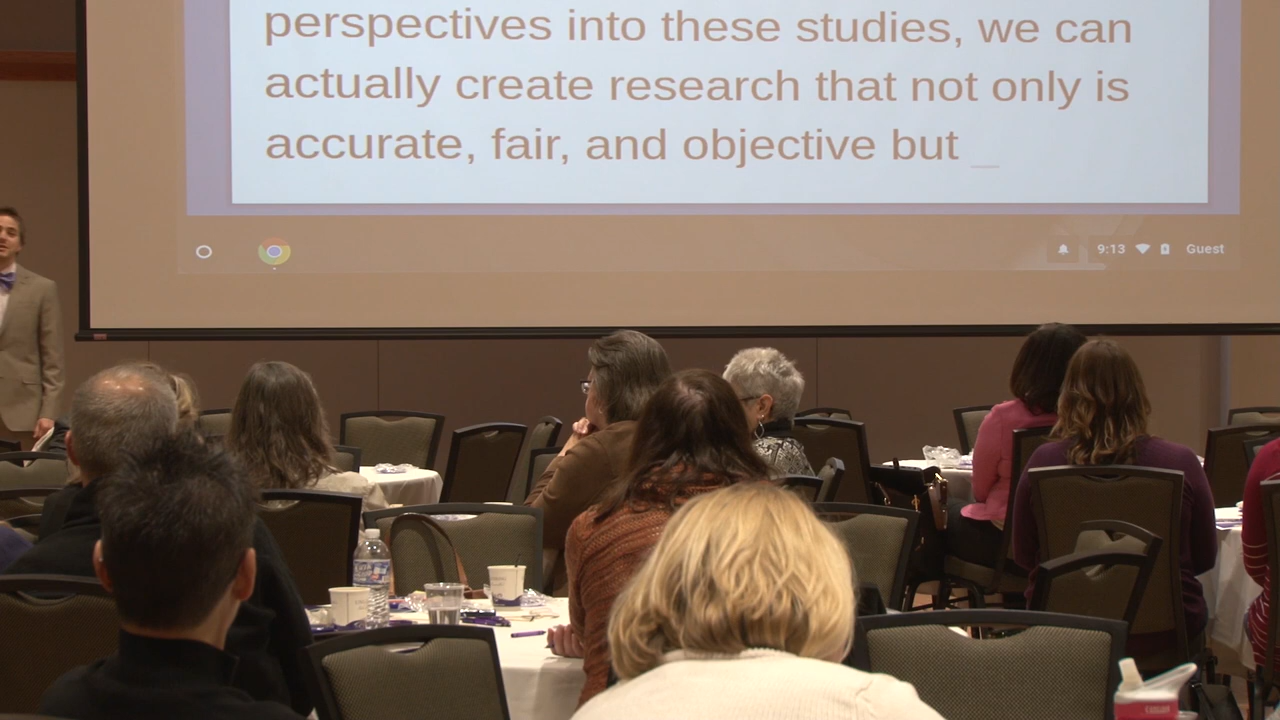 perspectives into these studies, we can
actually create research that not only is
accurate, fair, and objective but _
9:13 Guest